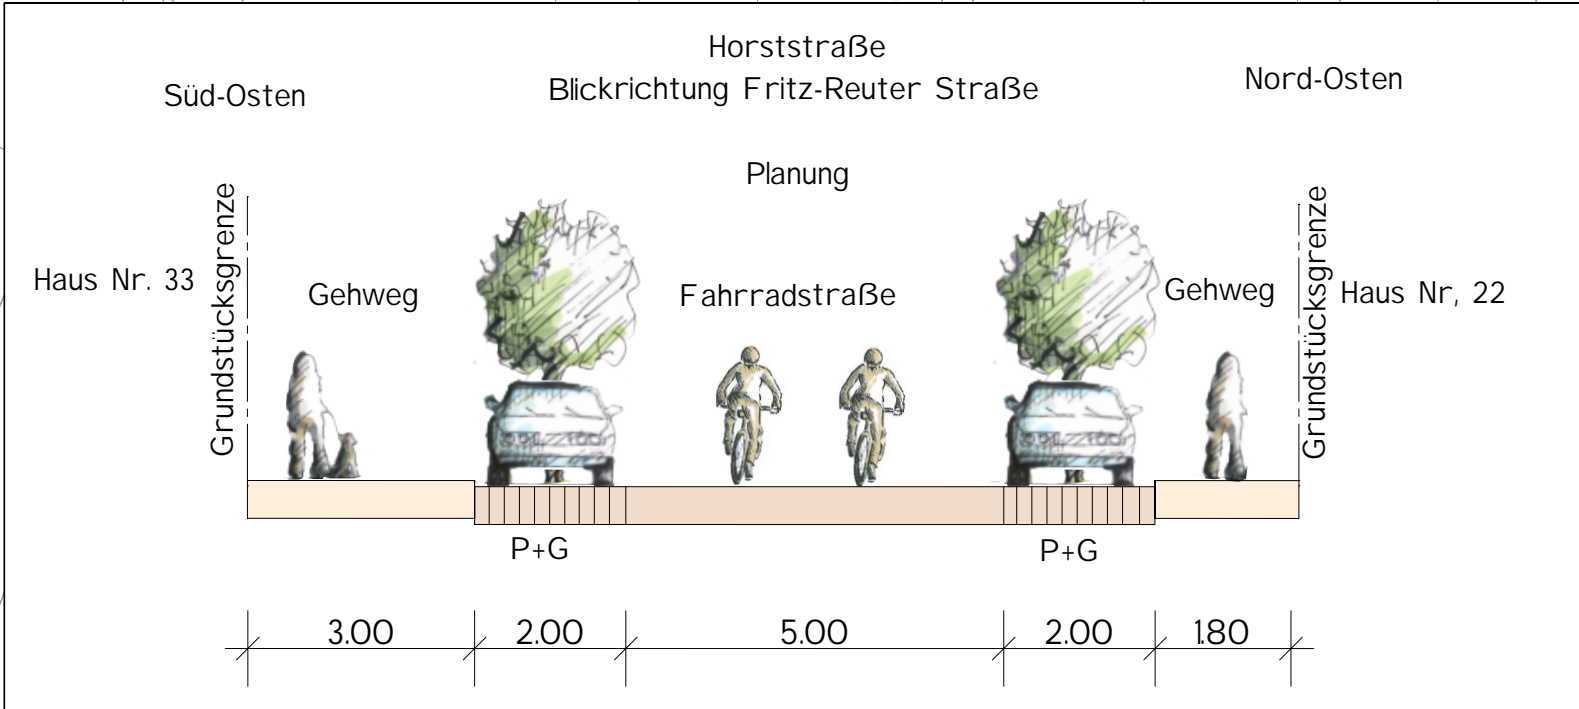 Horststraße
Blickrichtung Fritz-Reuter Straße
Süd-Osten
Nord-Osten
Planung
Grundstücksgrenze
Grundstücksgrenze
Haus Nr. 33
Gehweg
Fahrradstraße
Gehweg
Haus Nr, 22
P+G
P+G
3.00
2.00
5.00
2.00
1.80